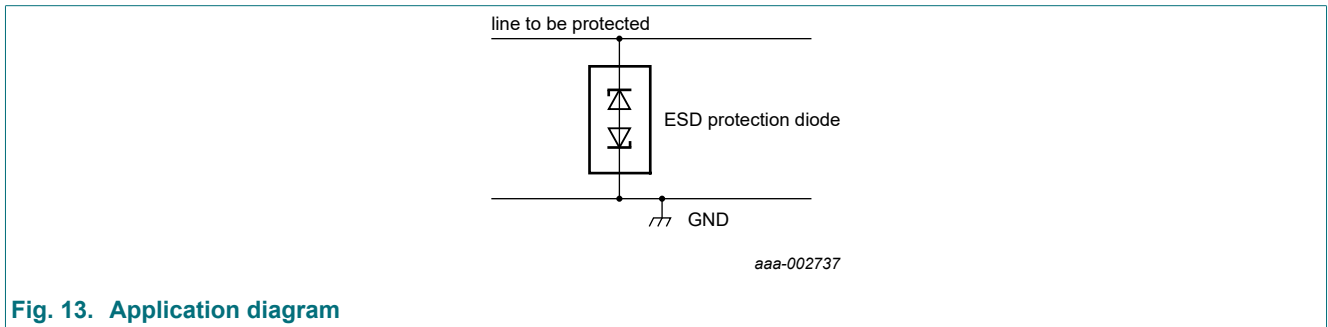 line to be protected
ESD protection diode
GND
aaa-002737
Fig. 13. Application diagram